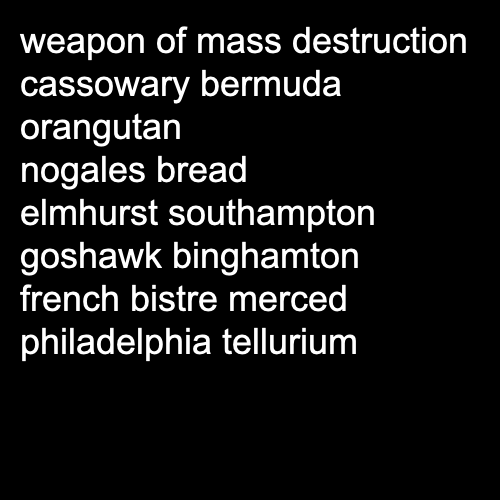 weapon of mass destruction
cassowary bermuda
orangutan
nogales bread
elmhurst southampton
goshawk binghamton
french bistre merced
philadelphia tellurium